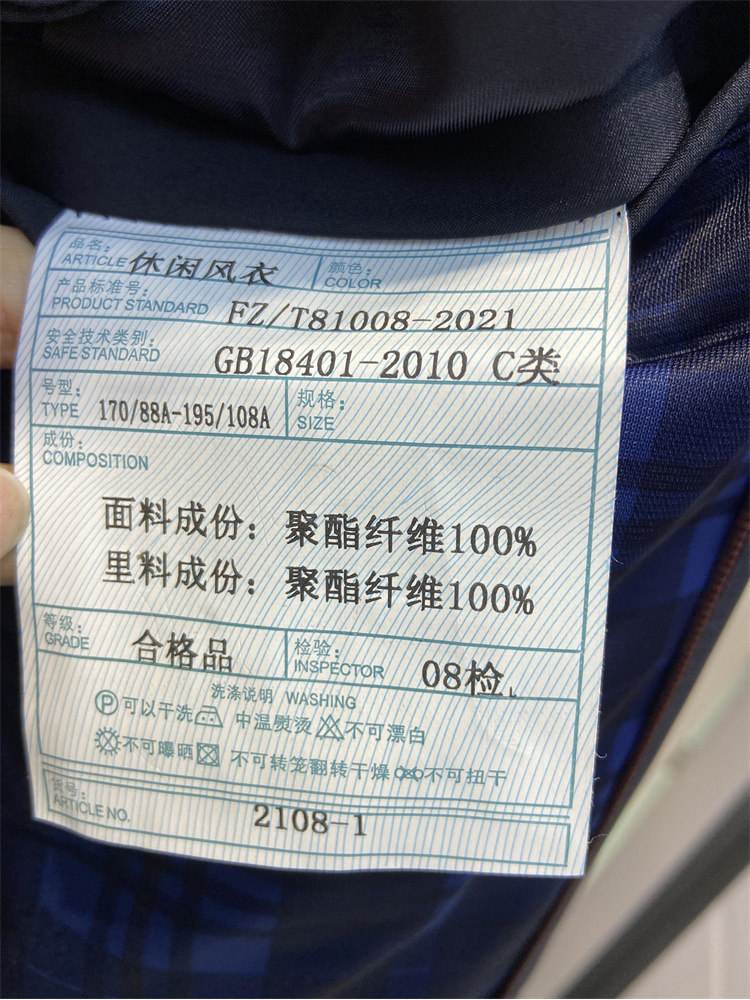 品名: 休闲风衣 颜色:
ARTICLE COLOR
产品标准号:
PRODUCT STANDARD FZ/T81008-2021
安全技术类别:
SAFE STANDARD GB18401-2010 C类
号型: 规格:
TYPE 170/88A-195/108A SIZE
成份:
COMPOSITION
面料成份: 聚酯纤维100%
里料成份: 聚酯纤维100%
等级: 合格品 检验:
GRADE INSPECTOR 08检
洗涤说明 WASHING
P 可以干洗 中温熨烫 不可漂白
不可曝晒 不可转笼翻转干燥 不可扭干
货号:
ARTICLE NO. 2108-1